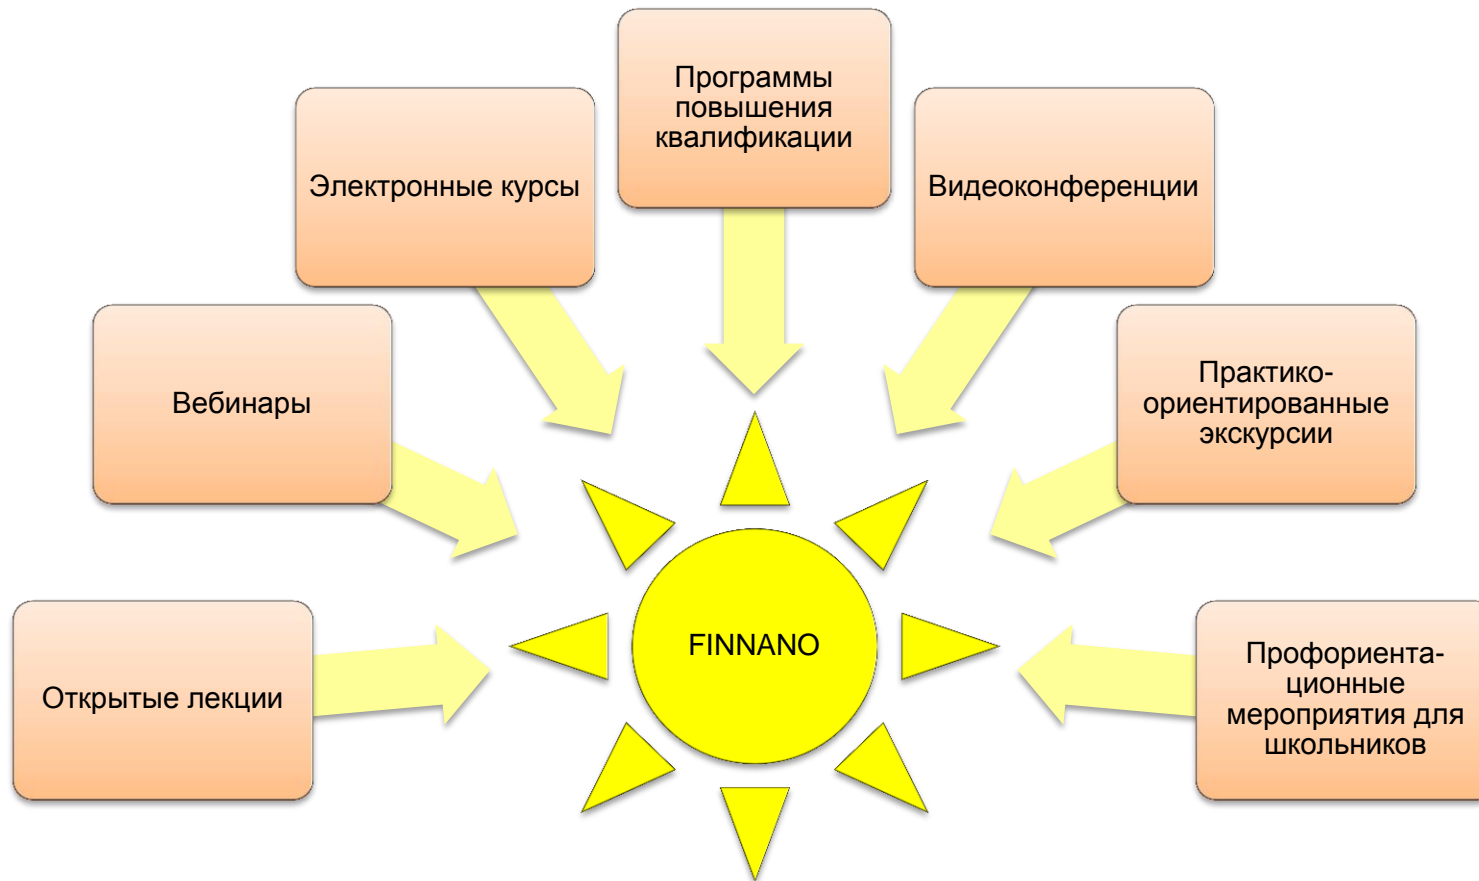 Программы
повышения
квалификации
Электронные курсы
Видеоконференции
Вебинары
Практико-
ориентированные
экскурсии
Открытые лекции
FINNANO
Профориента-
ционные
мероприятия для
школьников